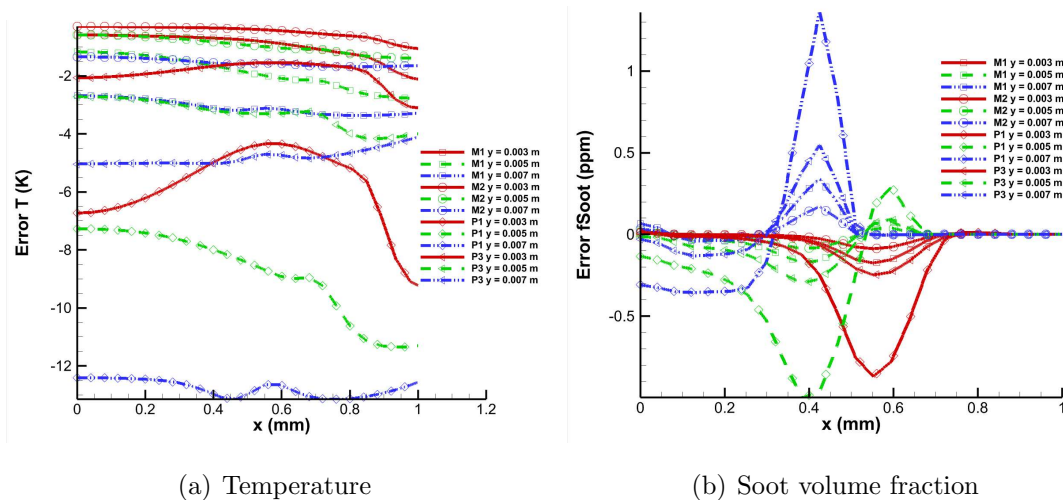 Error T (K)
-2
-4
-6
-8
-10
-12
0
0.2
0.4
0.6
0.8
1
1.2
x (mm)
M1 y = 0.003 m
M1 y = 0.005 m
M1 y = 0.007 m
M2 y = 0.003 m
M2 y = 0.005 m
M2 y = 0.007 m
P1 y = 0.003 m
P1 y = 0.005 m
P1 y = 0.007 m
P3 y = 0.003 m
P3 y = 0.005 m
P3 y = 0.007 m
(a) Temperature
Error fSoot (ppm)
1
0.5
0
-0.5
0
0.2
0.4
0.6
0.8
1
x (mm)
M1 y = 0.003 m
M1 y = 0.005 m
M1 y = 0.007 m
M2 y = 0.003 m
M2 y = 0.005 m
M2 y = 0.007 m
P1 y = 0.003 m
P1 y = 0.005 m
P1 y = 0.007 m
P3 y = 0.003 m
P3 y = 0.005 m
P3 y = 0.007 m
(b) Soot volume fraction